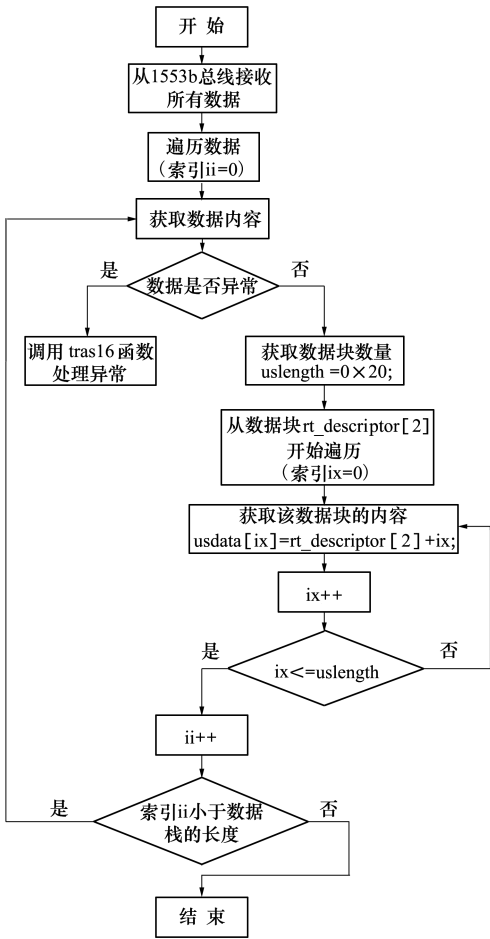 开 始
从1553b总线接收
所有数据
遍历数据
（索引ii=0）
获取数据内容
是
数据是否异常
否
调用 tras16 函数
处理异常
获取数据块数量
uslength =0×20;
从数据块rt_descriptor[2]
开始遍历
（索引ix=0）
获取该数据块的内容
usdata[ix]=rt_descriptor[2]+ix;
ix++
是
ix<=uslength
否
ii++
是
索引ii小于数据
栈的长度
否
结 束